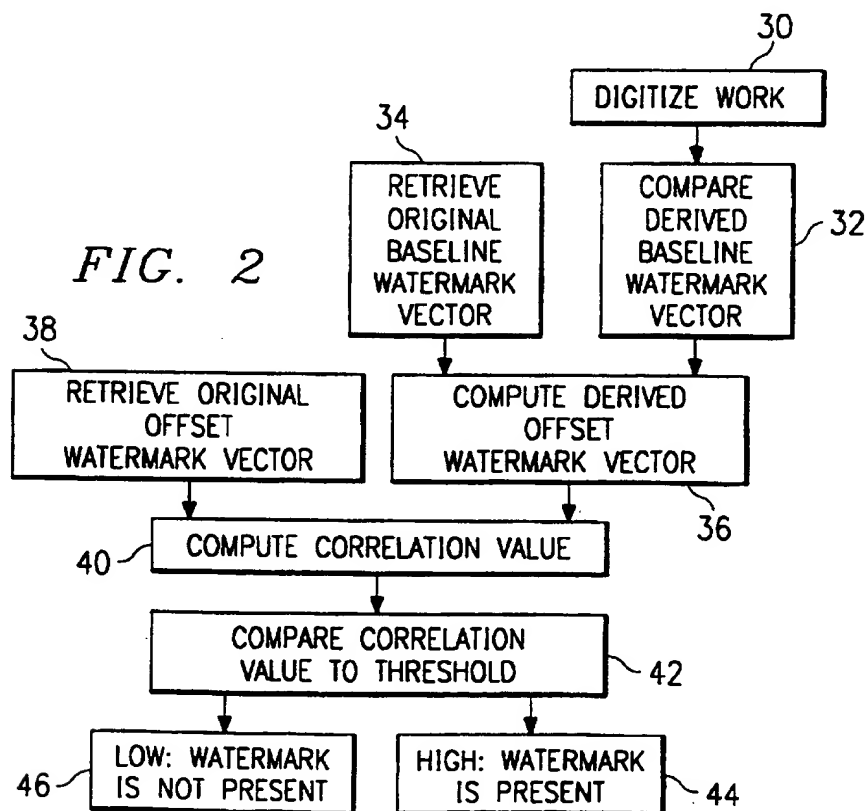 30
DIGITIZE WORK
34
RETRIEVE
ORIGINAL
BASELINE
WATERMARK
VECTOR
COMPARE
DERIVED
BASELINE
WATERMARK
VECTOR
32
FIG. 2
38
RETRIEVE ORIGINAL
OFFSET
WATERMARK VECTOR
COMPUTE DERIVED
OFFSET
WATERMARK VECTOR
36
40
COMPUTE CORRELATION VALUE
COMPARE CORRELATION
VALUE TO THRESHOLD
42
46
LOW: WATERMARK
IS NOT PRESENT
HIGH: WATERMARK
IS PRESENT
44